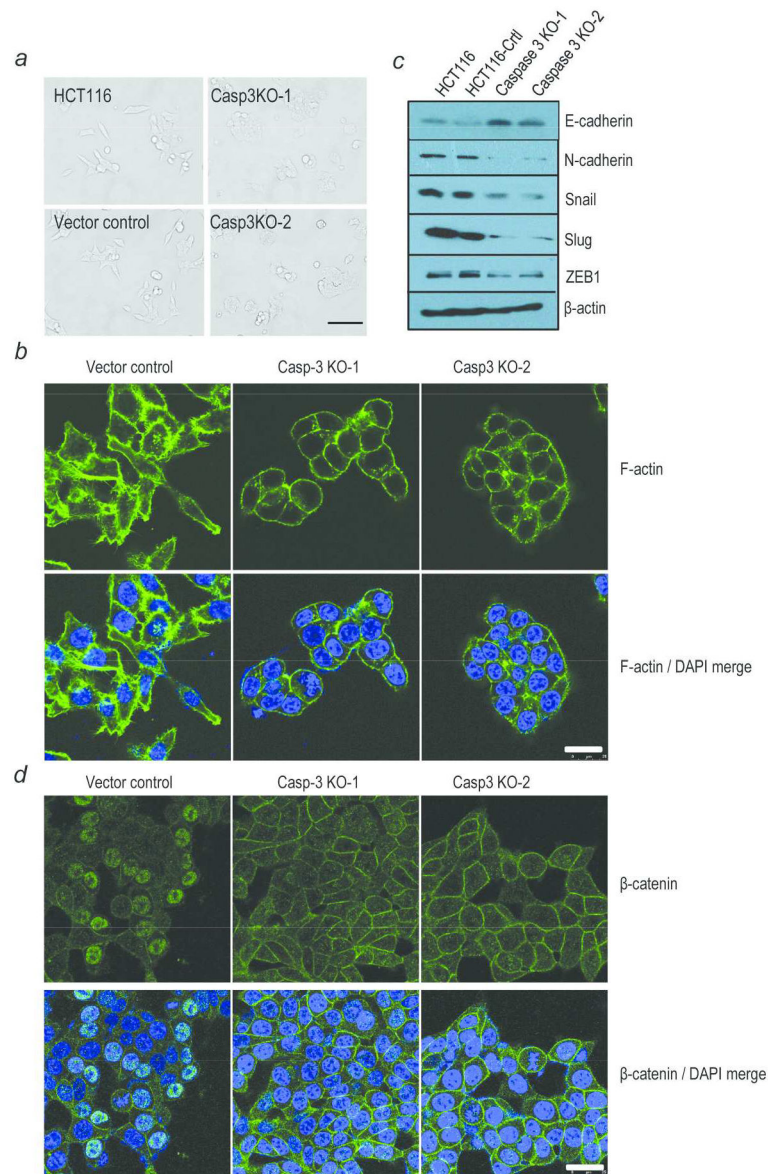 a
HCT116
Casp3KO-1
Vector control
Casp3KO-2
c
HCT116
HCT116-Crtl
Caspase 3 KO-1
Caspase 3 KO-2
E-cadherin
N-cadherin
Snail
Slug
ZEB1
β-actin
b
Vector control
Casp-3 KO-1
Casp3 KO-2
F-actin
F-actin / DAPI merge
d
Vector control
Casp-3 KO-1
Casp3 KO-2
β-catenin
β-catenin / DAPI merge